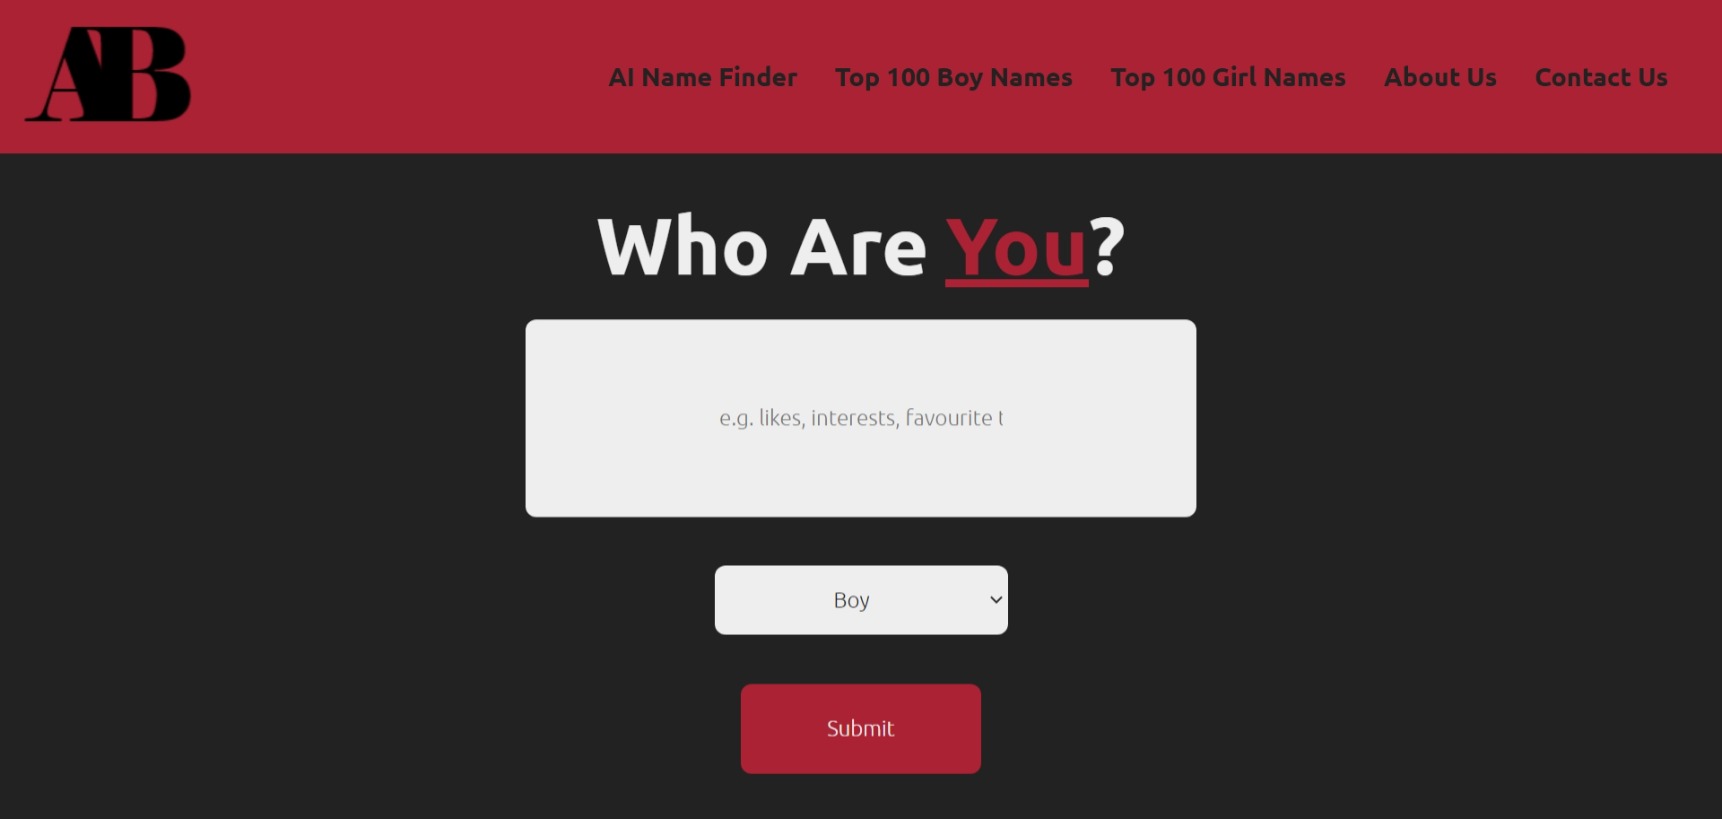 AB
AI Name Finder Top 100 Boy Names Top 100 Girl Names About Us Contact Us
Who Are You?
e.g. likes, interests, favourite t
Boy
Submit